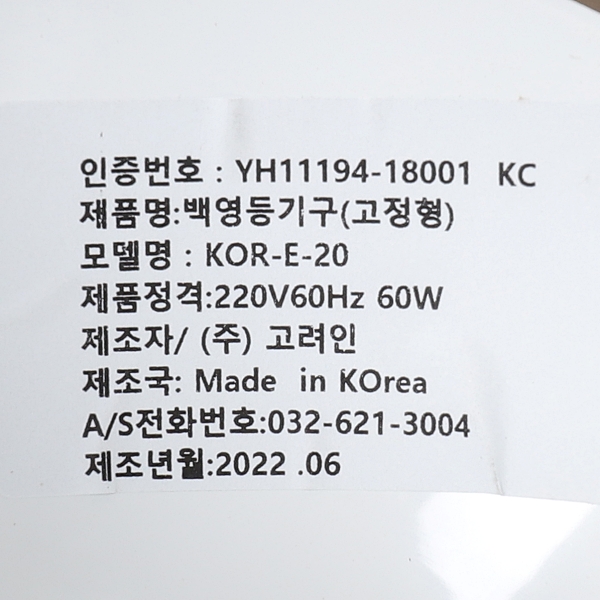 인증번호 : YH11194-18001 KC
제품명:백영등기구(고정형)
모델명 : KOR-E-20
제품정격:220V60Hz 60W
제조자/ (주) 고려인
제조국: Made in KOrea
A/S전화번호:032-621-3004
제조년월:2022 .06